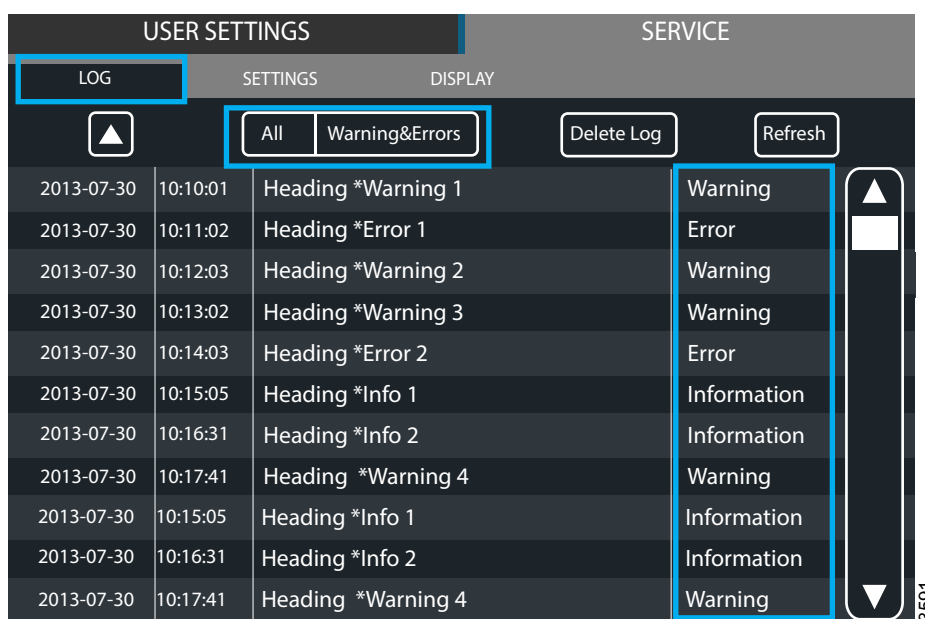 USER SETTINGS SERVICE
LOG SETTINGS DISPLAY
All Warning&Errors Delete Log Refresh
2013-07-30 10:10:01 Heading *Warning 1 Warning
2013-07-30 10:11:02 Heading *Error 1 Error
2013-07-30 10:12:03 Heading *Warning 2 Warning
2013-07-30 10:13:02 Heading *Warning 3 Warning
2013-07-30 10:14:03 Heading *Error 2 Error
2013-07-30 10:15:05 Heading *Info 1 Information
2013-07-30 10:16:31 Heading *Info 2 Information
2013-07-30 10:17:41 Heading *Warning 4 Warning
2013-07-30 10:15:05 Heading *Info 1 Information
2013-07-30 10:16:31 Heading *Info 2 Information
2013-07-30 10:17:41 Heading *Warning 4 Warning